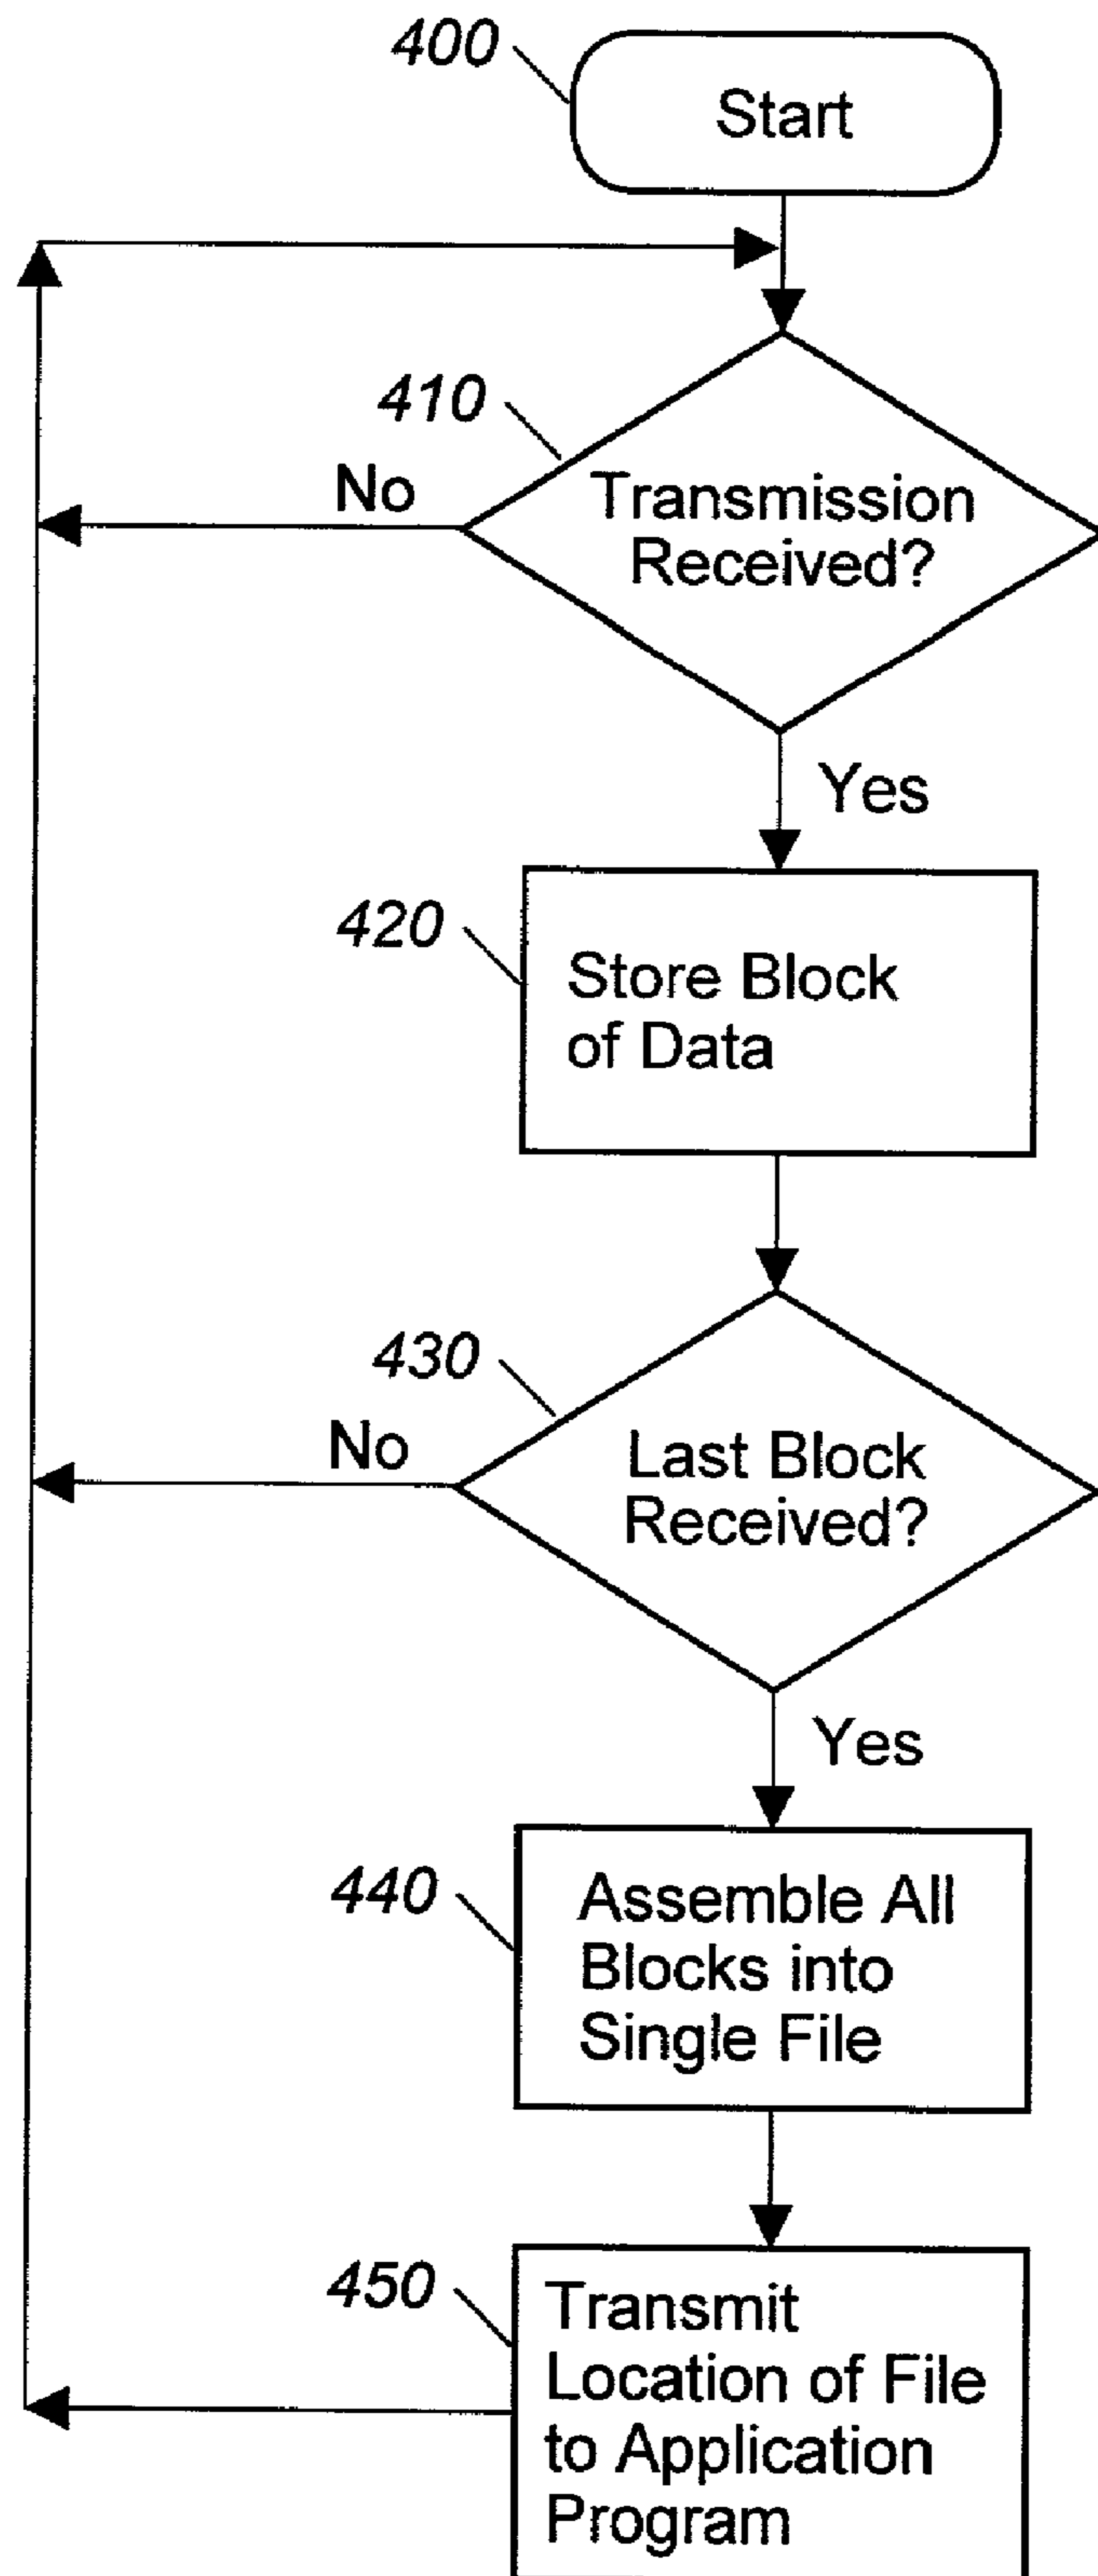 400
Start
410
No
Transmission
Received?
Yes
420
Store Block
of Data
430
No
Last Block
Received?
Yes
440
Assemble All
Blocks into
Single File
450
Transmit
Location of File
to Application
Program